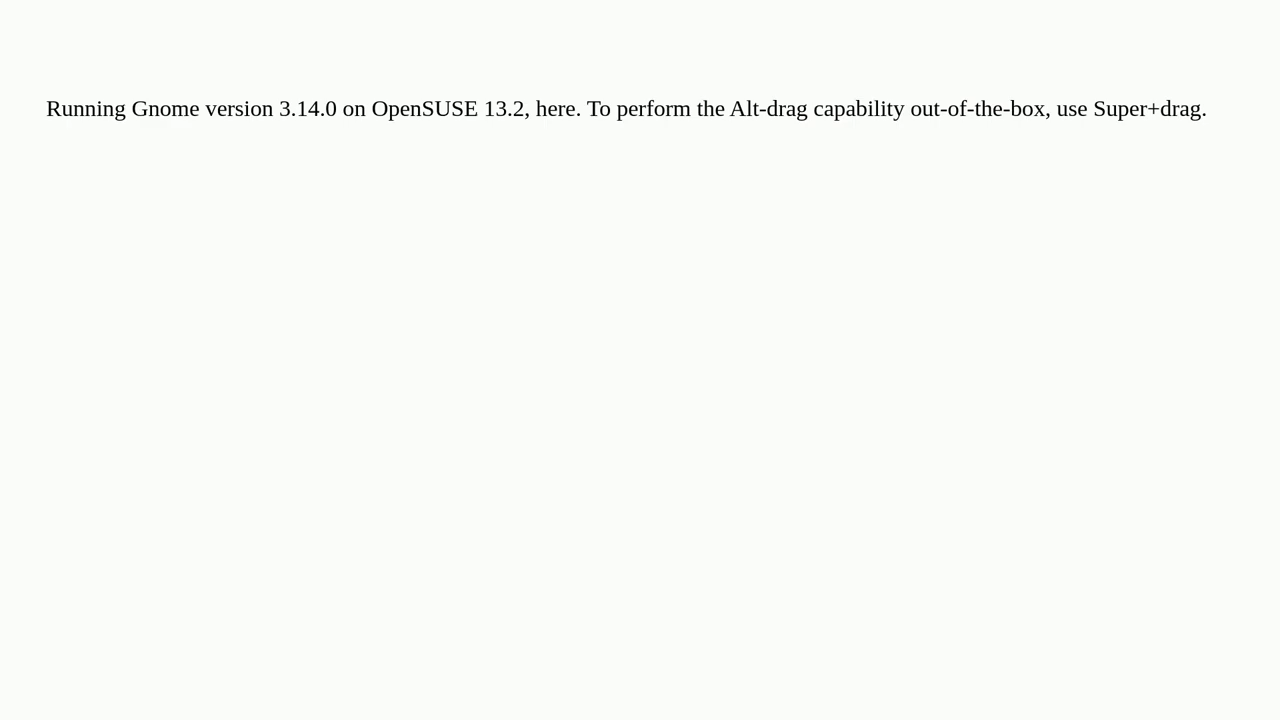 Running Gnome version 3.14.0 on OpenSUSE 13.2, here. To perform the Alt-drag capability out-of-the-box, use Super+drag.